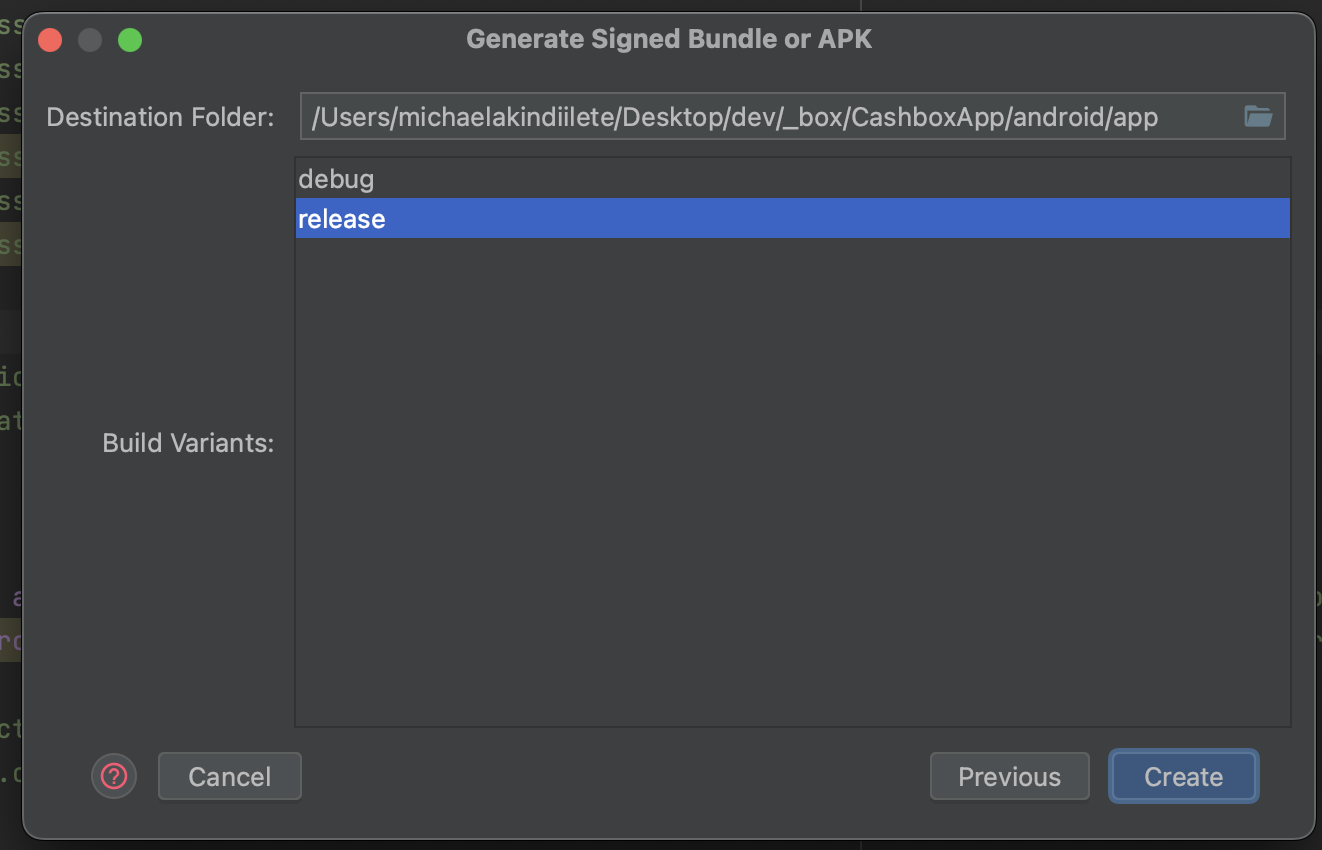 Generate Signed Bundle or APK
Destination Folder: /Users/michaelakindiilete/Desktop/dev/_box/CashboxApp/android/app
debug
release
Build Variants:
? Cancel Previous Create